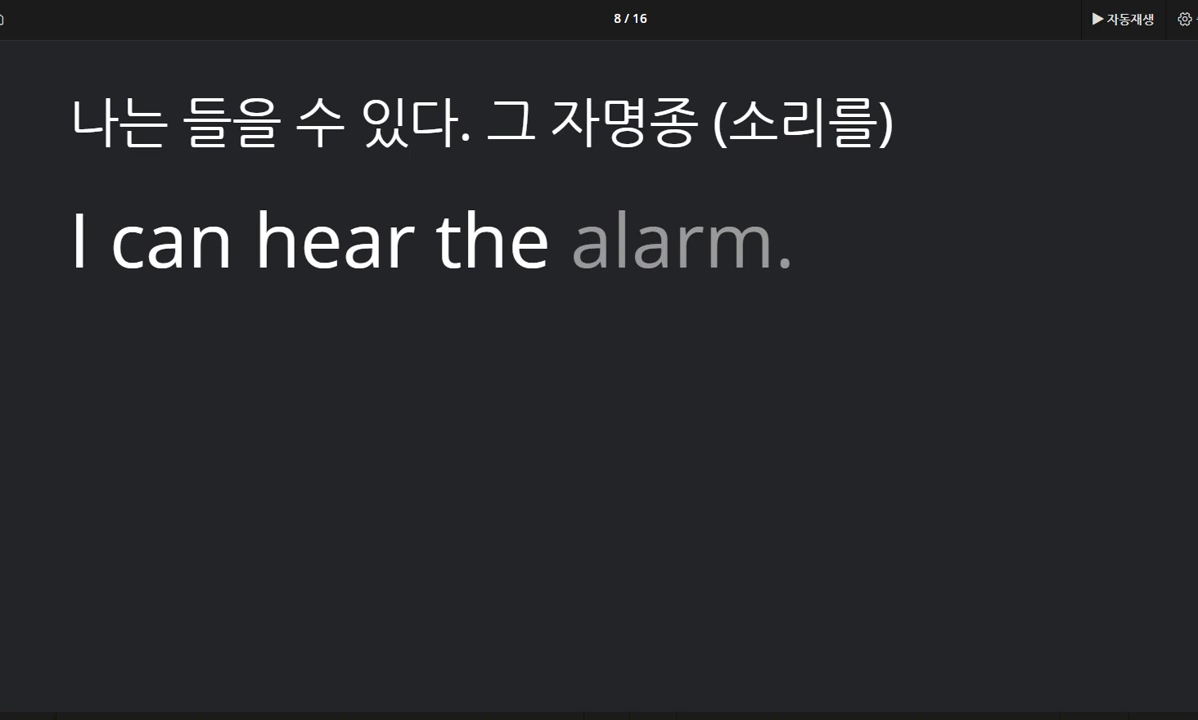 8 / 16
▶ 자동재생
나는 들을 수 있다. 그 자명종 (소리를)
I can hear the alarm.